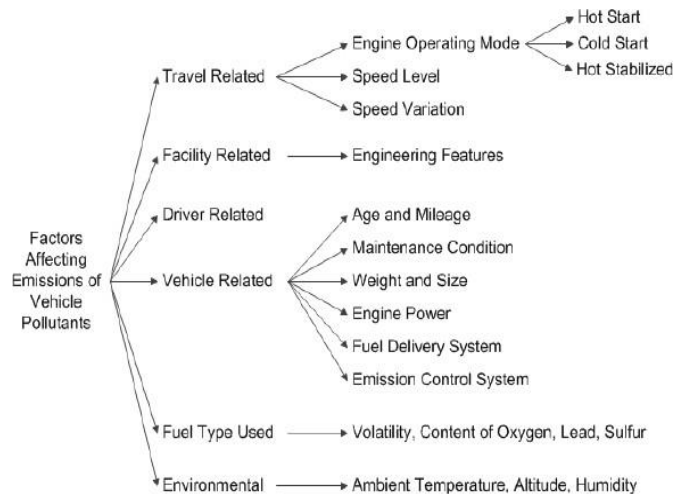 Factors
Affecting
Emissions of
Vehicle
Pollutants
Travel Related
Engine Operating Mode
Hot Start
Cold Start
Hot Stabilized
Speed Level
Speed Variation
Facility Related
Engineering Features
Driver Related
Vehicle Related
Age and Mileage
Maintenance Condition
Weight and Size
Engine Power
Fuel Delivery System
Emission Control System
Fuel Type Used
Volatility, Content of Oxygen, Lead, Sulfur
Environmental
Ambient Temperature, Altitude, Humidity